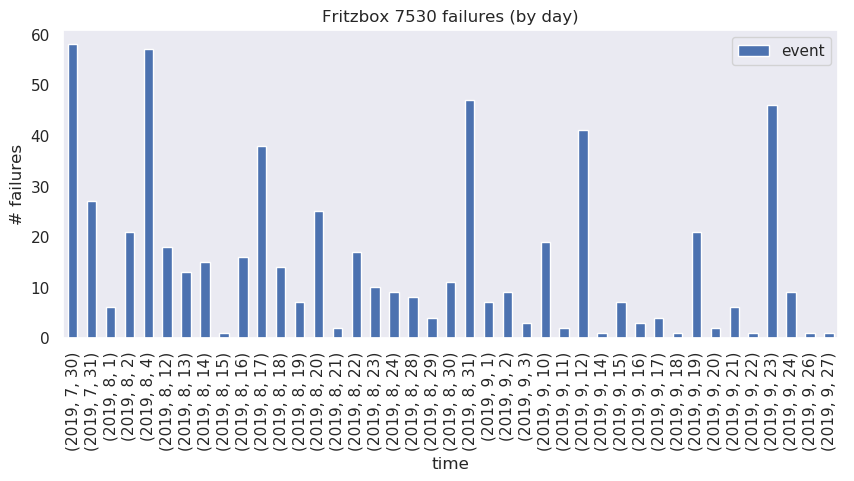 Fritzbox 7530 failures (by day)
event
# failures
60
50
40
30
20
10
0
(2019, 7, 30)
(2019, 7, 31)
(2019, 8, 1)
(2019, 8, 2)
(2019, 8, 4)
(2019, 8, 12)
(2019, 8, 13)
(2019, 8, 14)
(2019, 8, 15)
(2019, 8, 16)
(2019, 8, 17)
(2019, 8, 18)
(2019, 8, 19)
(2019, 8, 20)
(2019, 8, 21)
(2019, 8, 22)
(2019, 8, 23)
(2019, 8, 24)
(2019, 8, 28)
(2019, 8, 29)
(2019, 8, 30)
(2019, 8, 31)
(2019, 9, 1)
(2019, 9, 2)
(2019, 9, 3)
(2019, 9, 10)
(2019, 9, 11)
(2019, 9, 12)
(2019, 9, 14)
(2019, 9, 15)
(2019, 9, 16)
(2019, 9, 17)
(2019, 9, 18)
(2019, 9, 19)
(2019, 9, 20)
(2019, 9, 21)
(2019, 9, 22)
(2019, 9, 23)
(2019, 9, 24)
(2019, 9, 26)
(2019, 9, 27)
time